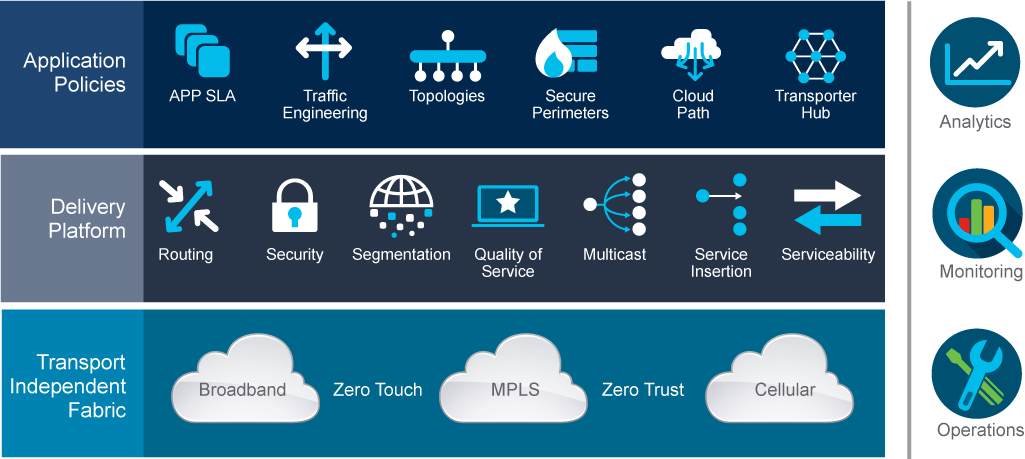 Application
Policies
APP SLA
Traffic
Engineering
Topologies
Secure
Perimeters
Cloud
Path
Transporter
Hub
Analytics
Delivery
Platform
Routing
Security
Segmentation
Quality of
Service
Multicast
Service
Insertion
Serviceability
Monitoring
Transport
Independent
Fabric
Broadband
Zero Touch
MPLS
Zero Trust
Cellular
Operations